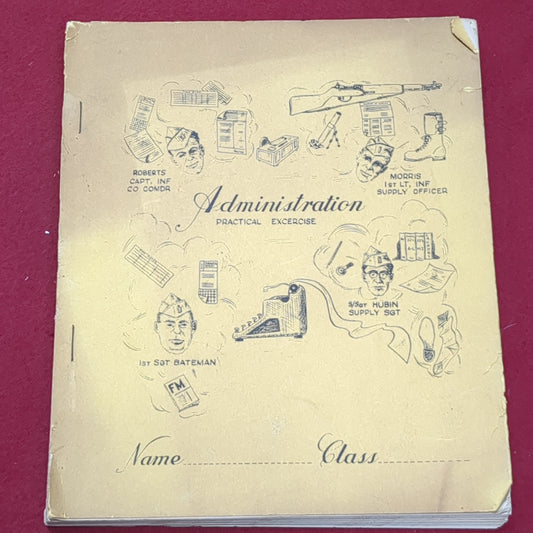 ROBERTS
CAPT. INF
CO COMDR
MORRIS
1ST LT, INF
SUPPLY OFFICER
Administration
PRACTICAL EXCERCISE
S/SGT HUBIN
SUPPLY SGT
1ST SGT BATEMAN
FM
Name
Class